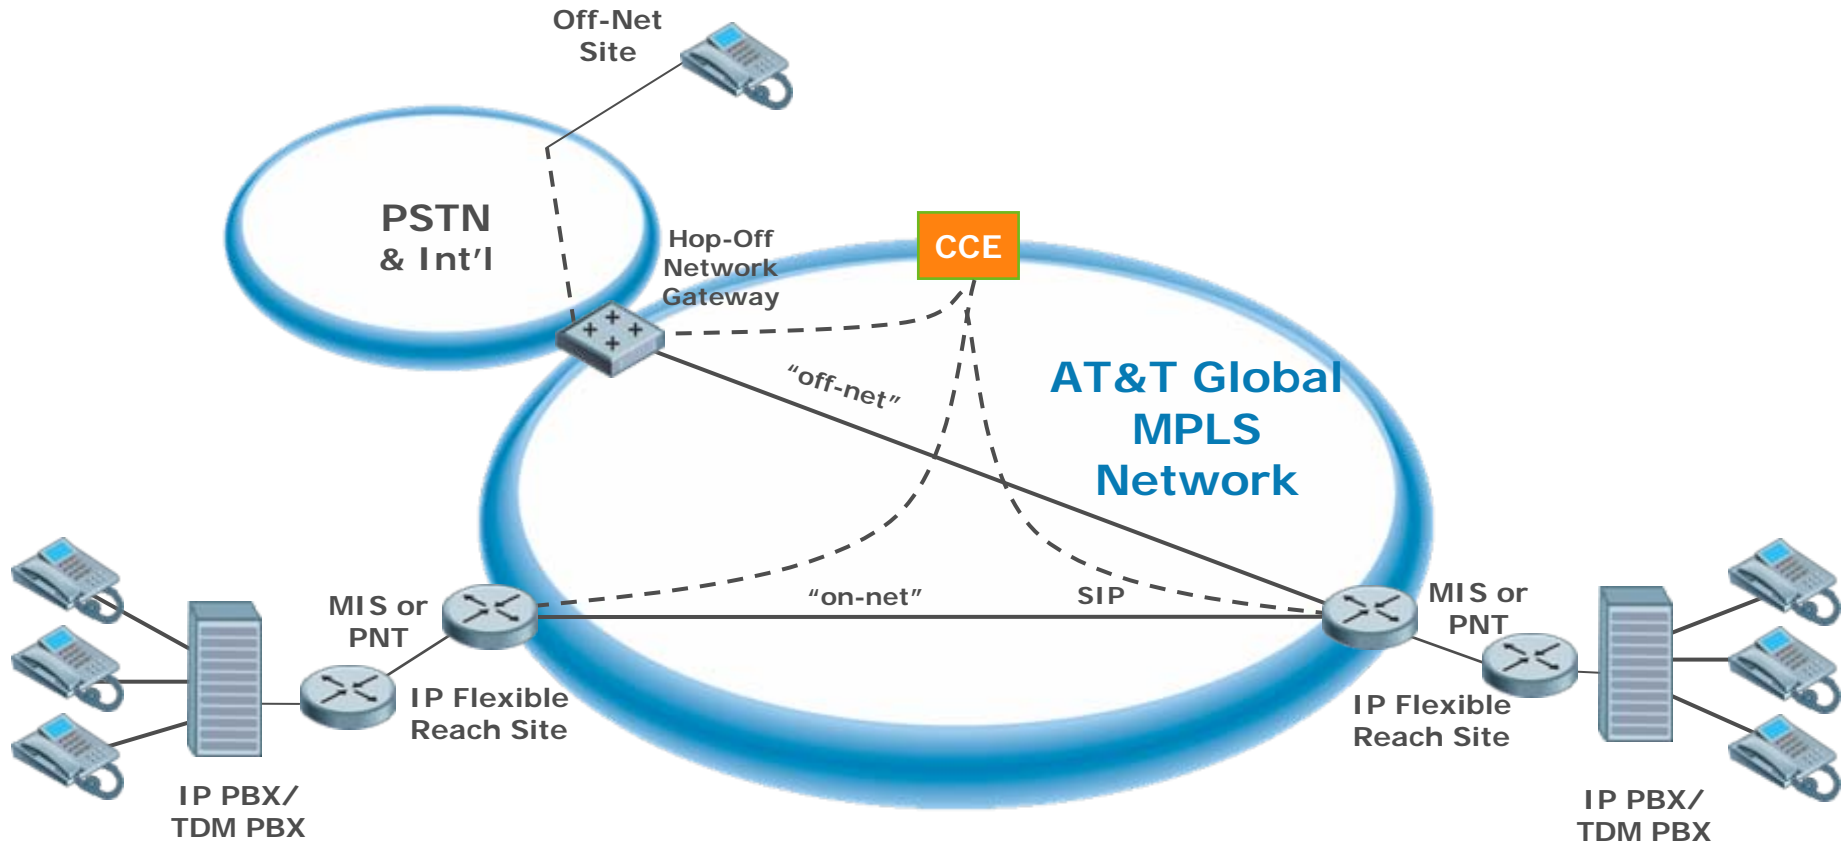 Off-Net
Site
PSTN
& Int'l
Hop-Off
Network
Gateway
CCE
“off-net”
AT&T Global
MPLS
Network
“on-net”
SIP
MIS or
PNT
IP Flexible
Reach Site
IP PBX/
TDM PBX
MIS or
PNT
IP Flexible
Reach Site
IP PBX/
TDM PBX